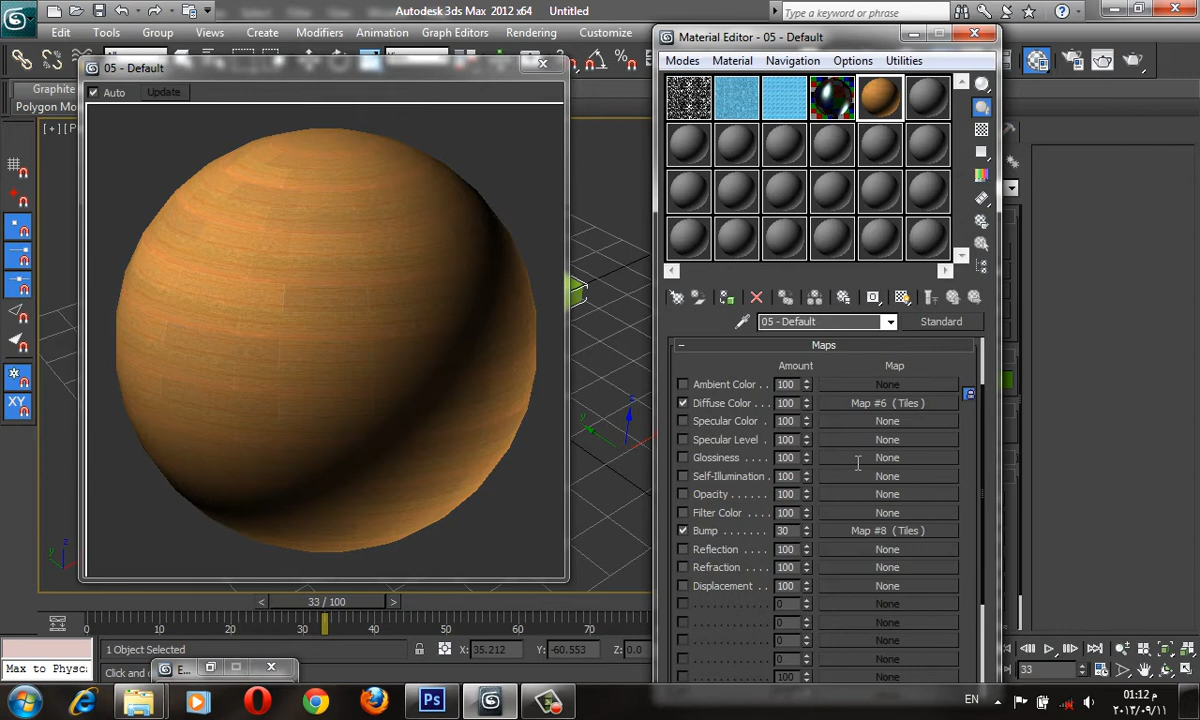 Autodesk 3ds Max 2012 x64 Untitled
Type a keyword or phrase
Edit Tools Group Views Create Modifiers Animation Graph Editors Rendering Customize
Graphite
Polygon Mo
05 - Default
Auto Update
Material Editor - 05 - Default
Modes Material Navigation Options Utilities
05 - Default Standard
Maps
Amount Map
Ambient Color . . 100 None
Diffuse Color . . . 100 Map #6 ( Tiles )
Specular Color . 100 None
Specular Level . 100 None
Glossiness . . . . 100 None
Self-Illumination . 100 None
Opacity . . . . . . 100 None
Filter Color . . . . 100 None
Bump . . . . . . . 30 Map #8 ( Tiles )
Reflection . . . . 100 None
Refraction . . . . 100 None
Displacement . . 100 None
. . . . . . . . . . . 0 None
. . . . . . . . . . . 0 None
. . . . . . . . . . . 0 None
. . . . . . . . . . . 0 None
. . . . . . . . . . . 100 None
33 / 100
0 10 20 30 40 50 60 70
1 Object Selected X: 35.212 Y: -60.553 Z: 0.0
Max to Physc Click and
E...
33
EN
01:12 م
٢٠١٣/٠٩/١١